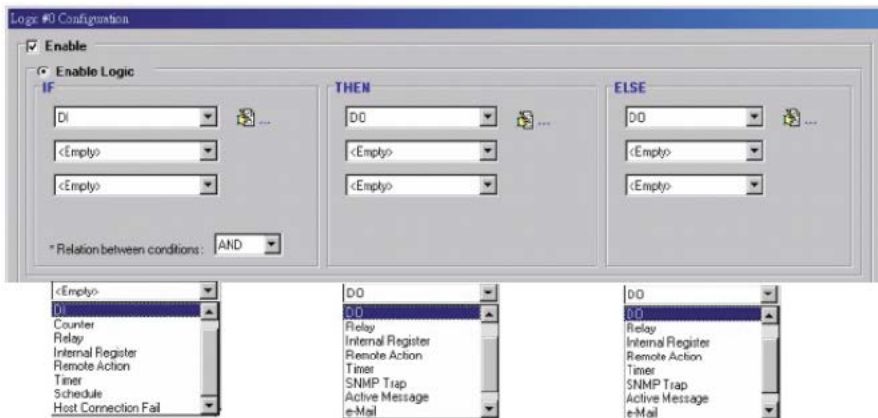 Logic #0 Configuration
Enable
Enable Logic
IF
THEN
ELSE
DI
...
DO
...
DO
...
<Empty>
<Empty>
<Empty>
<Empty>
<Empty>
<Empty>
* Relation between conditions:
AND
<Empty>
DI
Counter
Relay
Internal Register
Remote Action
Timer
Schedule
Host Connection Fail
DO
DO
Relay
Internal Register
Remote Action
Timer
SNMP Trap
Active Message
e-Mail
DO
DO
Relay
Internal Register
Remote Action
Timer
SNMP Trap
Active Message
e-Mail